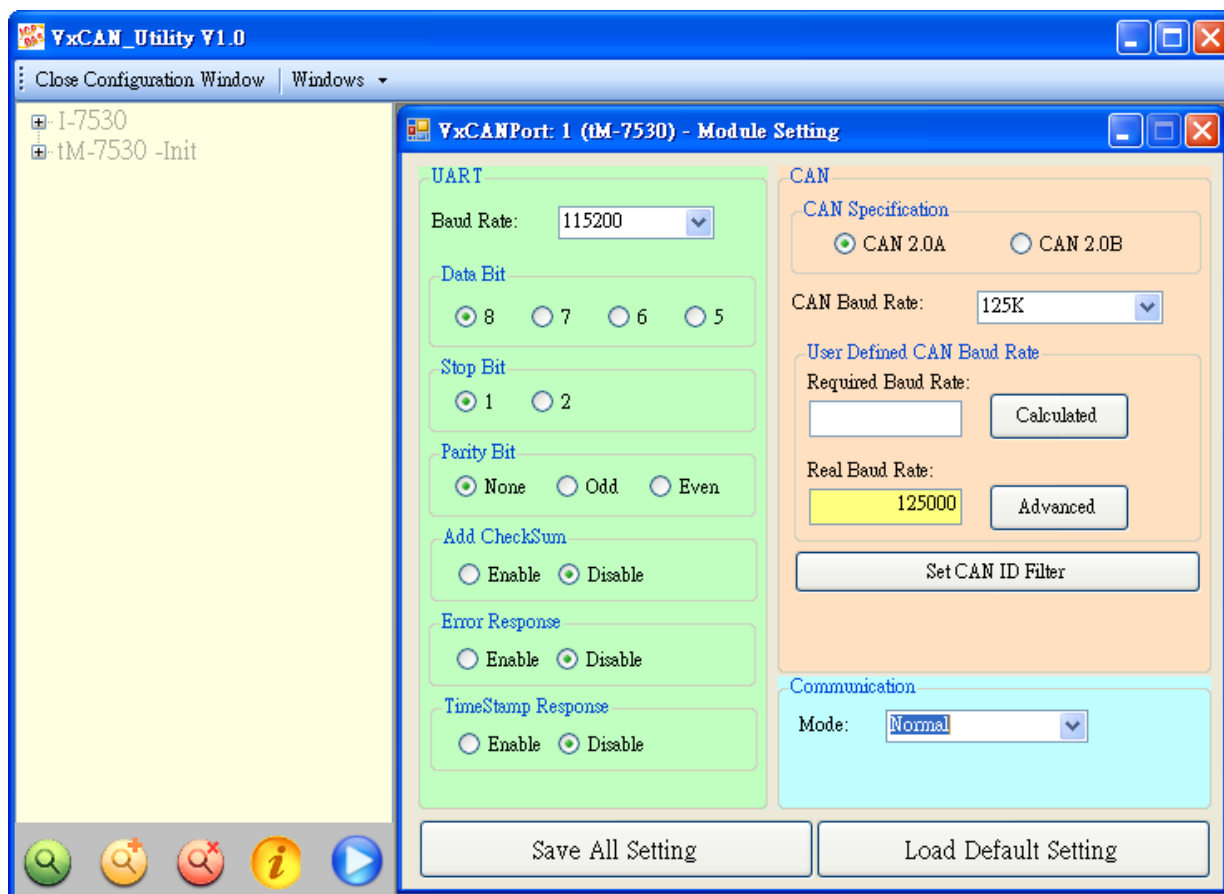 VxCAN_Utility V1.0
Close Configuration Window Windows
I-7530
tM-7530 -Init
VxCANPort: 1 (tM-7530) - Module Setting
UART
Baud Rate: 115200
Data Bit
8 7 6 5
Stop Bit
1 2
Parity Bit
None Odd Even
Add CheckSum
Enable Disable
Error Response
Enable Disable
TimeStamp Response
Enable Disable
CAN
CAN Specification
CAN 2.0A CAN 2.0B
CAN Baud Rate: 125K
User Defined CAN Baud Rate
Required Baud Rate:
Calculated
Real Baud Rate:
125000 Advanced
Set CAN ID Filter
Communication
Mode: Normal
Save All Setting Load Default Setting